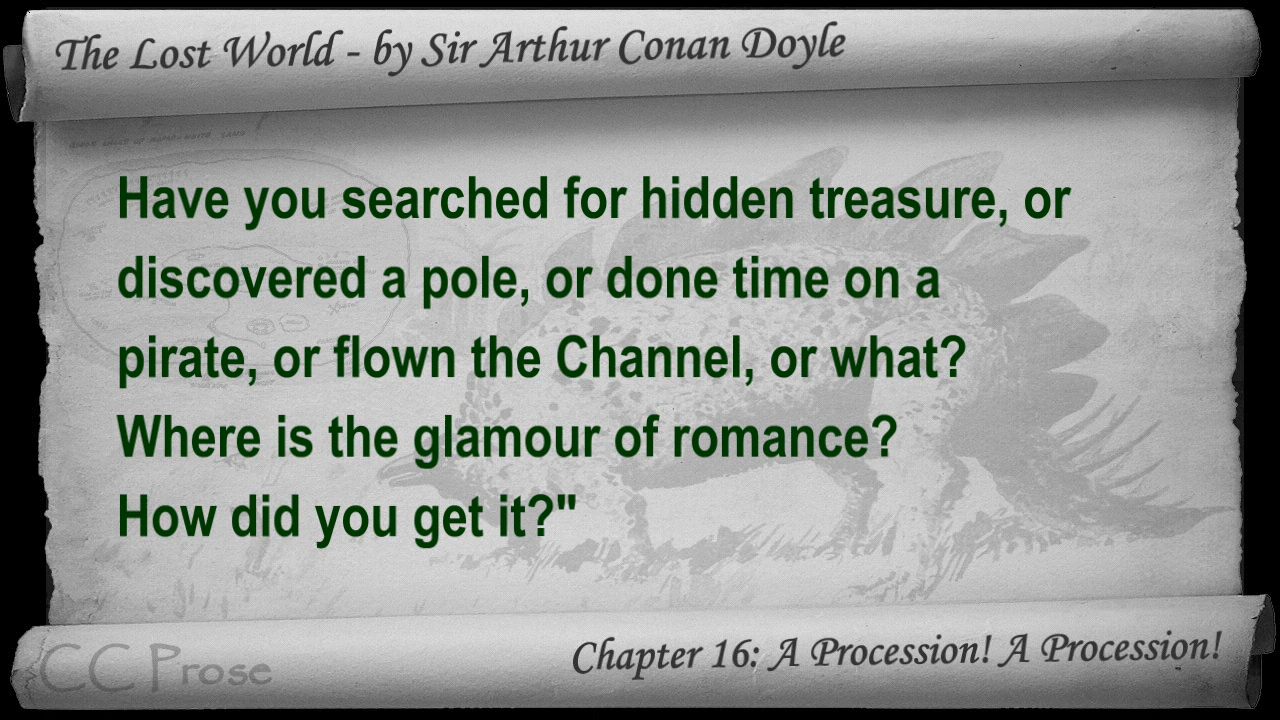 The Lost World - by Sir Arthur Conan Doyle
Have you searched for hidden treasure, or
discovered a pole, or done time on a
pirate, or flown the Channel, or what?
Where is the glamour of romance?
How did you get it?"
CC Prose
Chapter 16: A Procession! A Procession!